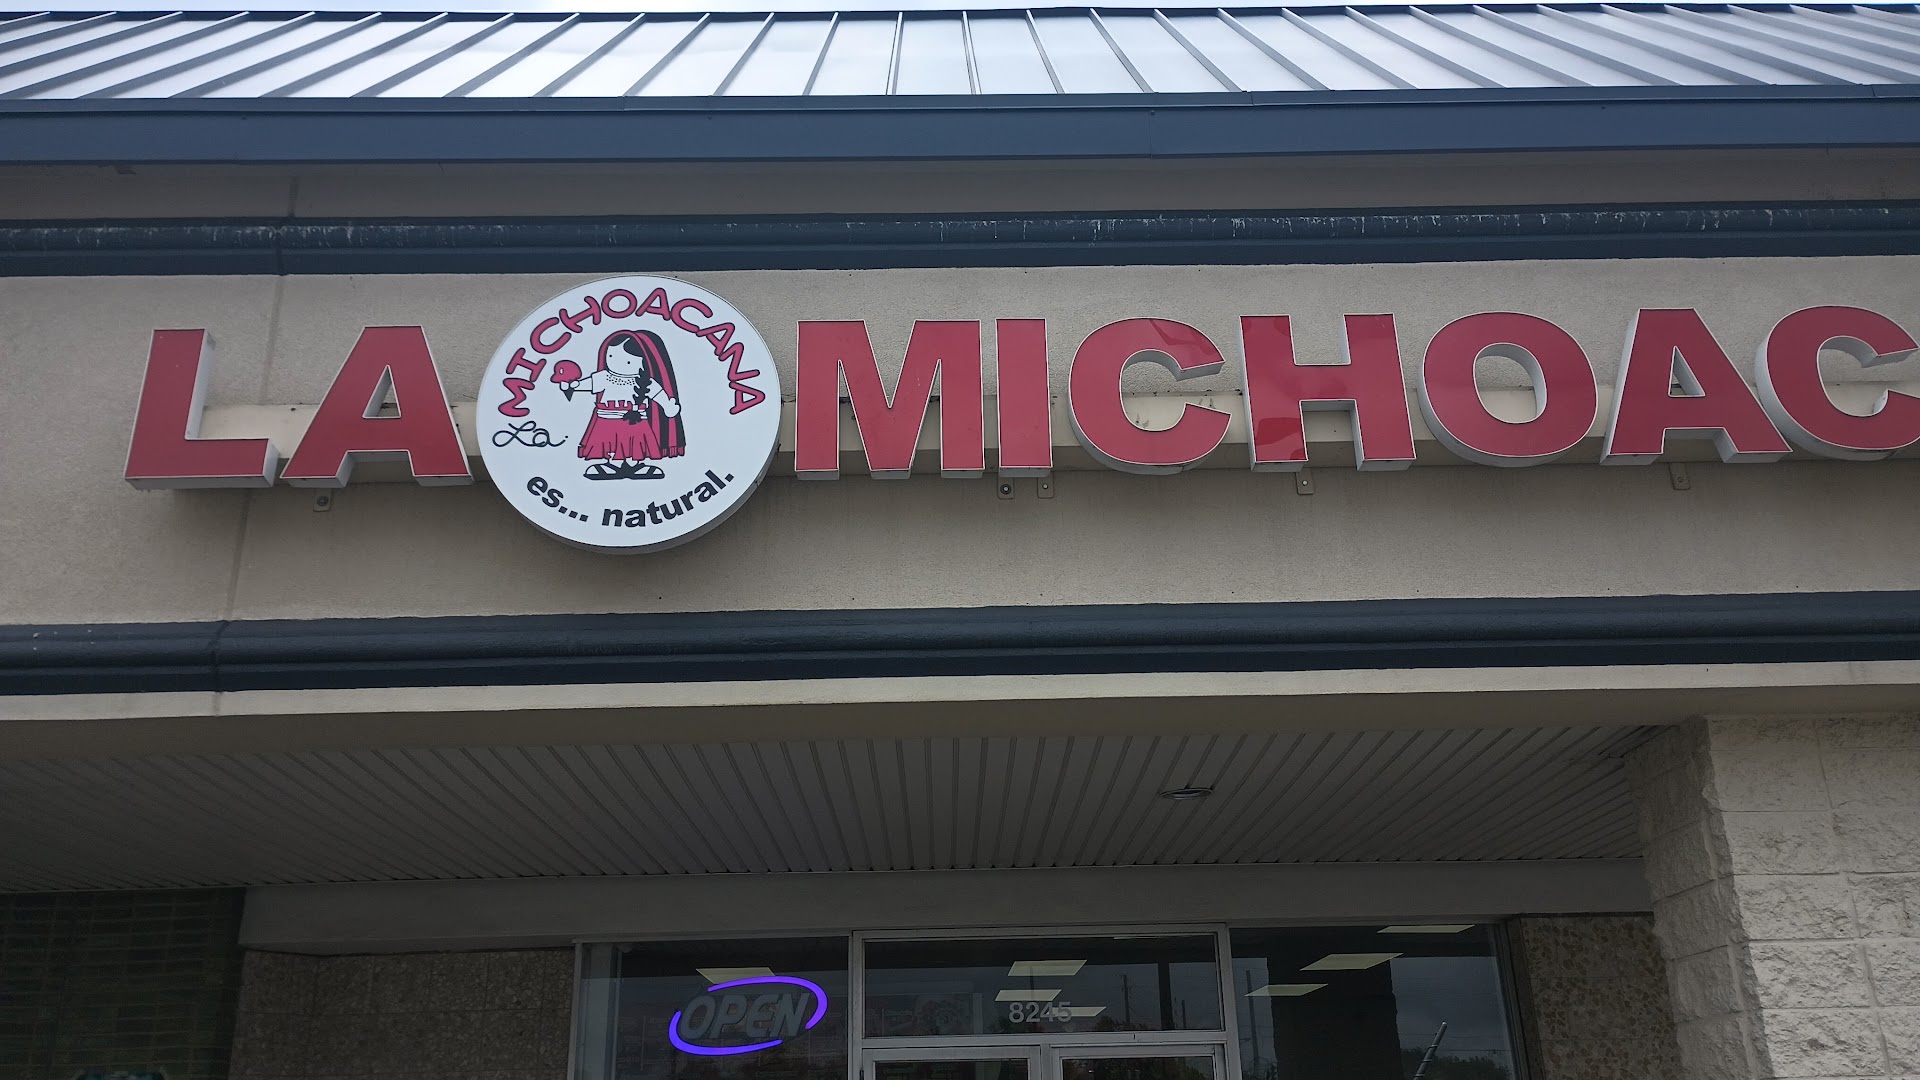 LA MICHOAC
MICHOACANA
La
es... natural.
OPEN
8245